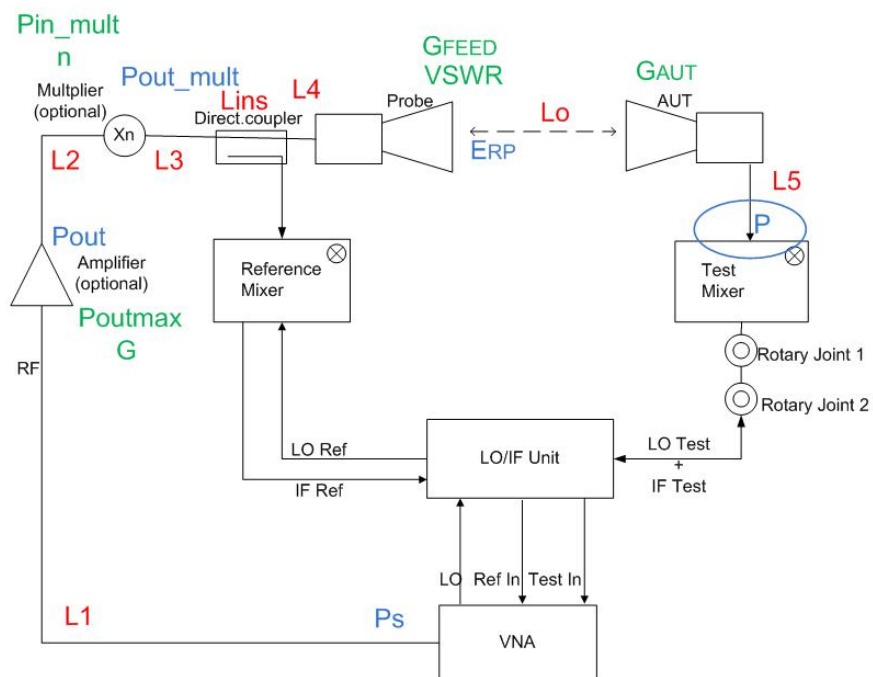 Pin_mult
n
Multplier
(optional)
Pout_mult
Xn
L2
L3
Lins
Direct.coupler
L4
GFEED
VSWR
Probe
ERP
Lo
GAUT
AUT
L5
P
Pout
Amplifier
(optional)
Poutmax
G
RF
Reference
Mixer
Test
Mixer
Rotary Joint 1
Rotary Joint 2
LO Ref
IF Ref
LO/IF Unit
LO Test
+
IF Test
LO
Ref In
Test In
L1
Ps
VNA